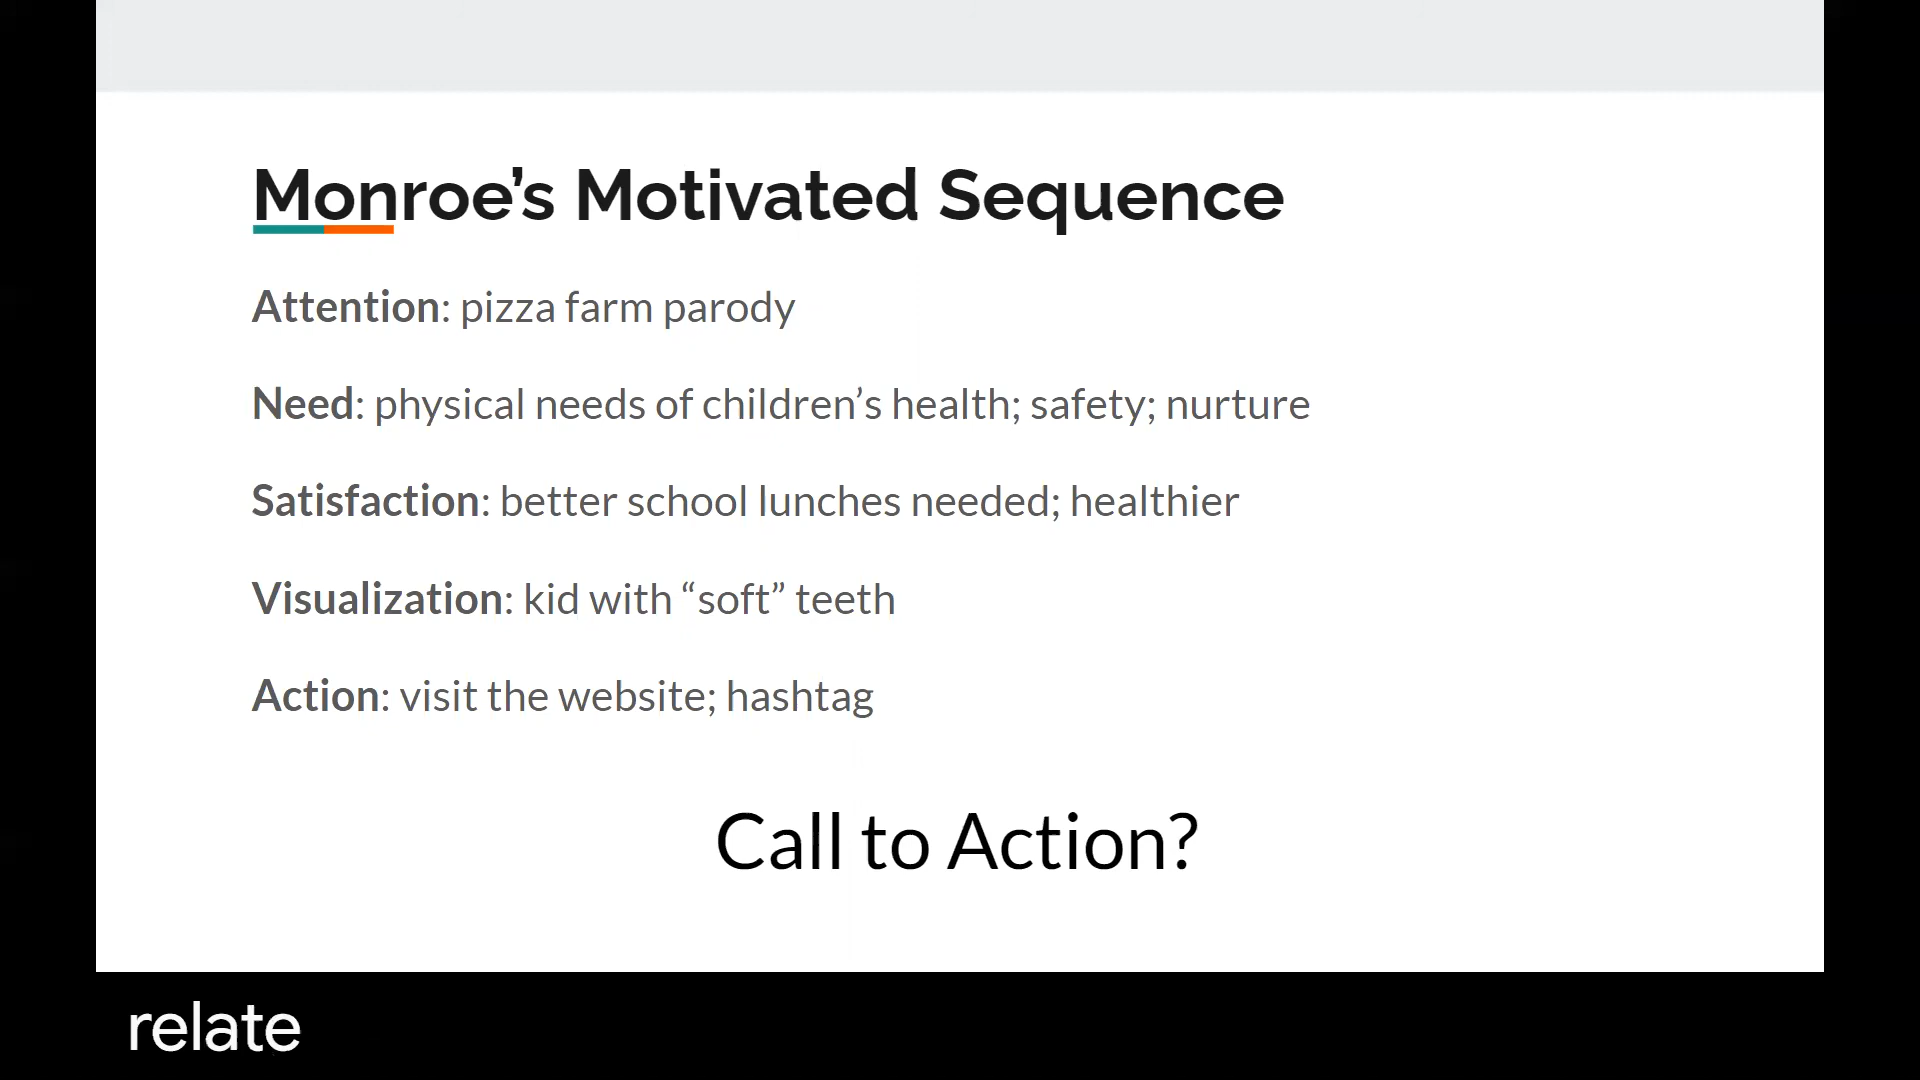 Monroe’s Motivated Sequence
Attention: pizza farm parody
Need: physical needs of children’s health; safety; nurture
Satisfaction: better school lunches needed; healthier
Visualization: kid with “soft” teeth
Action: visit the website; hashtag
Call to Action?
relate